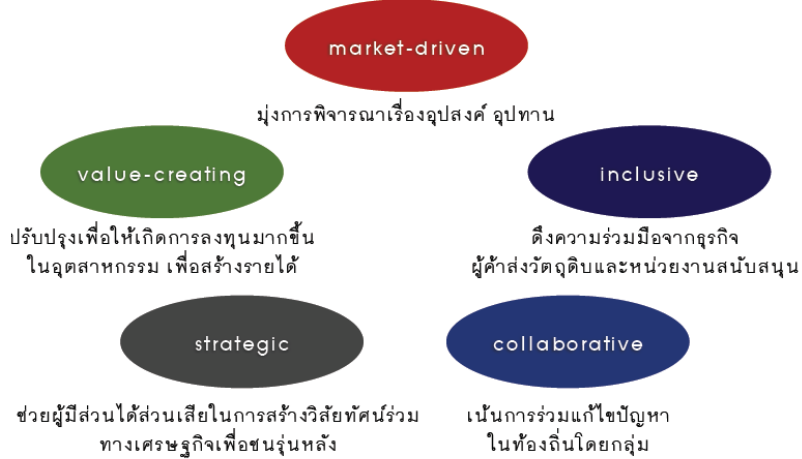 market-driven
มุ่งการพิจารณาเรื่องอุปสงค์ อุปทาน
value-creating
ปรับปรุงเพื่อให้เกิดการลงทุนมากขึ้น
ในอุตสาหกรรม เพื่อสร้างรายได้
inclusive
ดึงความร่วมมือจากธุรกิจ
ผู้ค้าส่งวัตถุดิบและหน่วยงานสนับสนุน
strategic
ช่วยผู้มีส่วนได้ส่วนเสียในการสร้างวิสัยทัศน์ร่วม
ทางเศรษฐกิจเพื่อชนรุ่นหลัง
collaborative
เน้นการร่วมแก้ไขปัญหา
ในท้องถิ่นโดยกลุ่ม